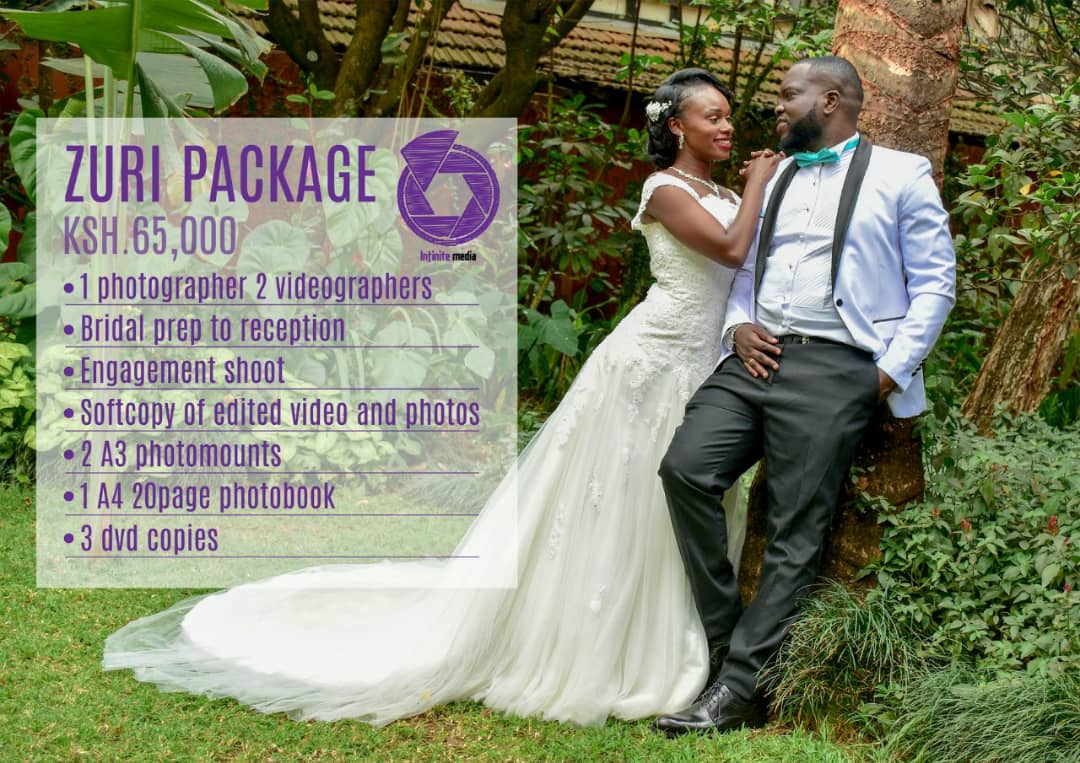 ZURI PACKAGE
KSH.65,000
Infinite media
• 1 photographer 2 videographers
• Bridal prep to reception
• Engagement shoot
• Softcopy of edited video and photos
• 2 A3 photomounts
• 1 A4 20page photobook
• 3 dvd copies